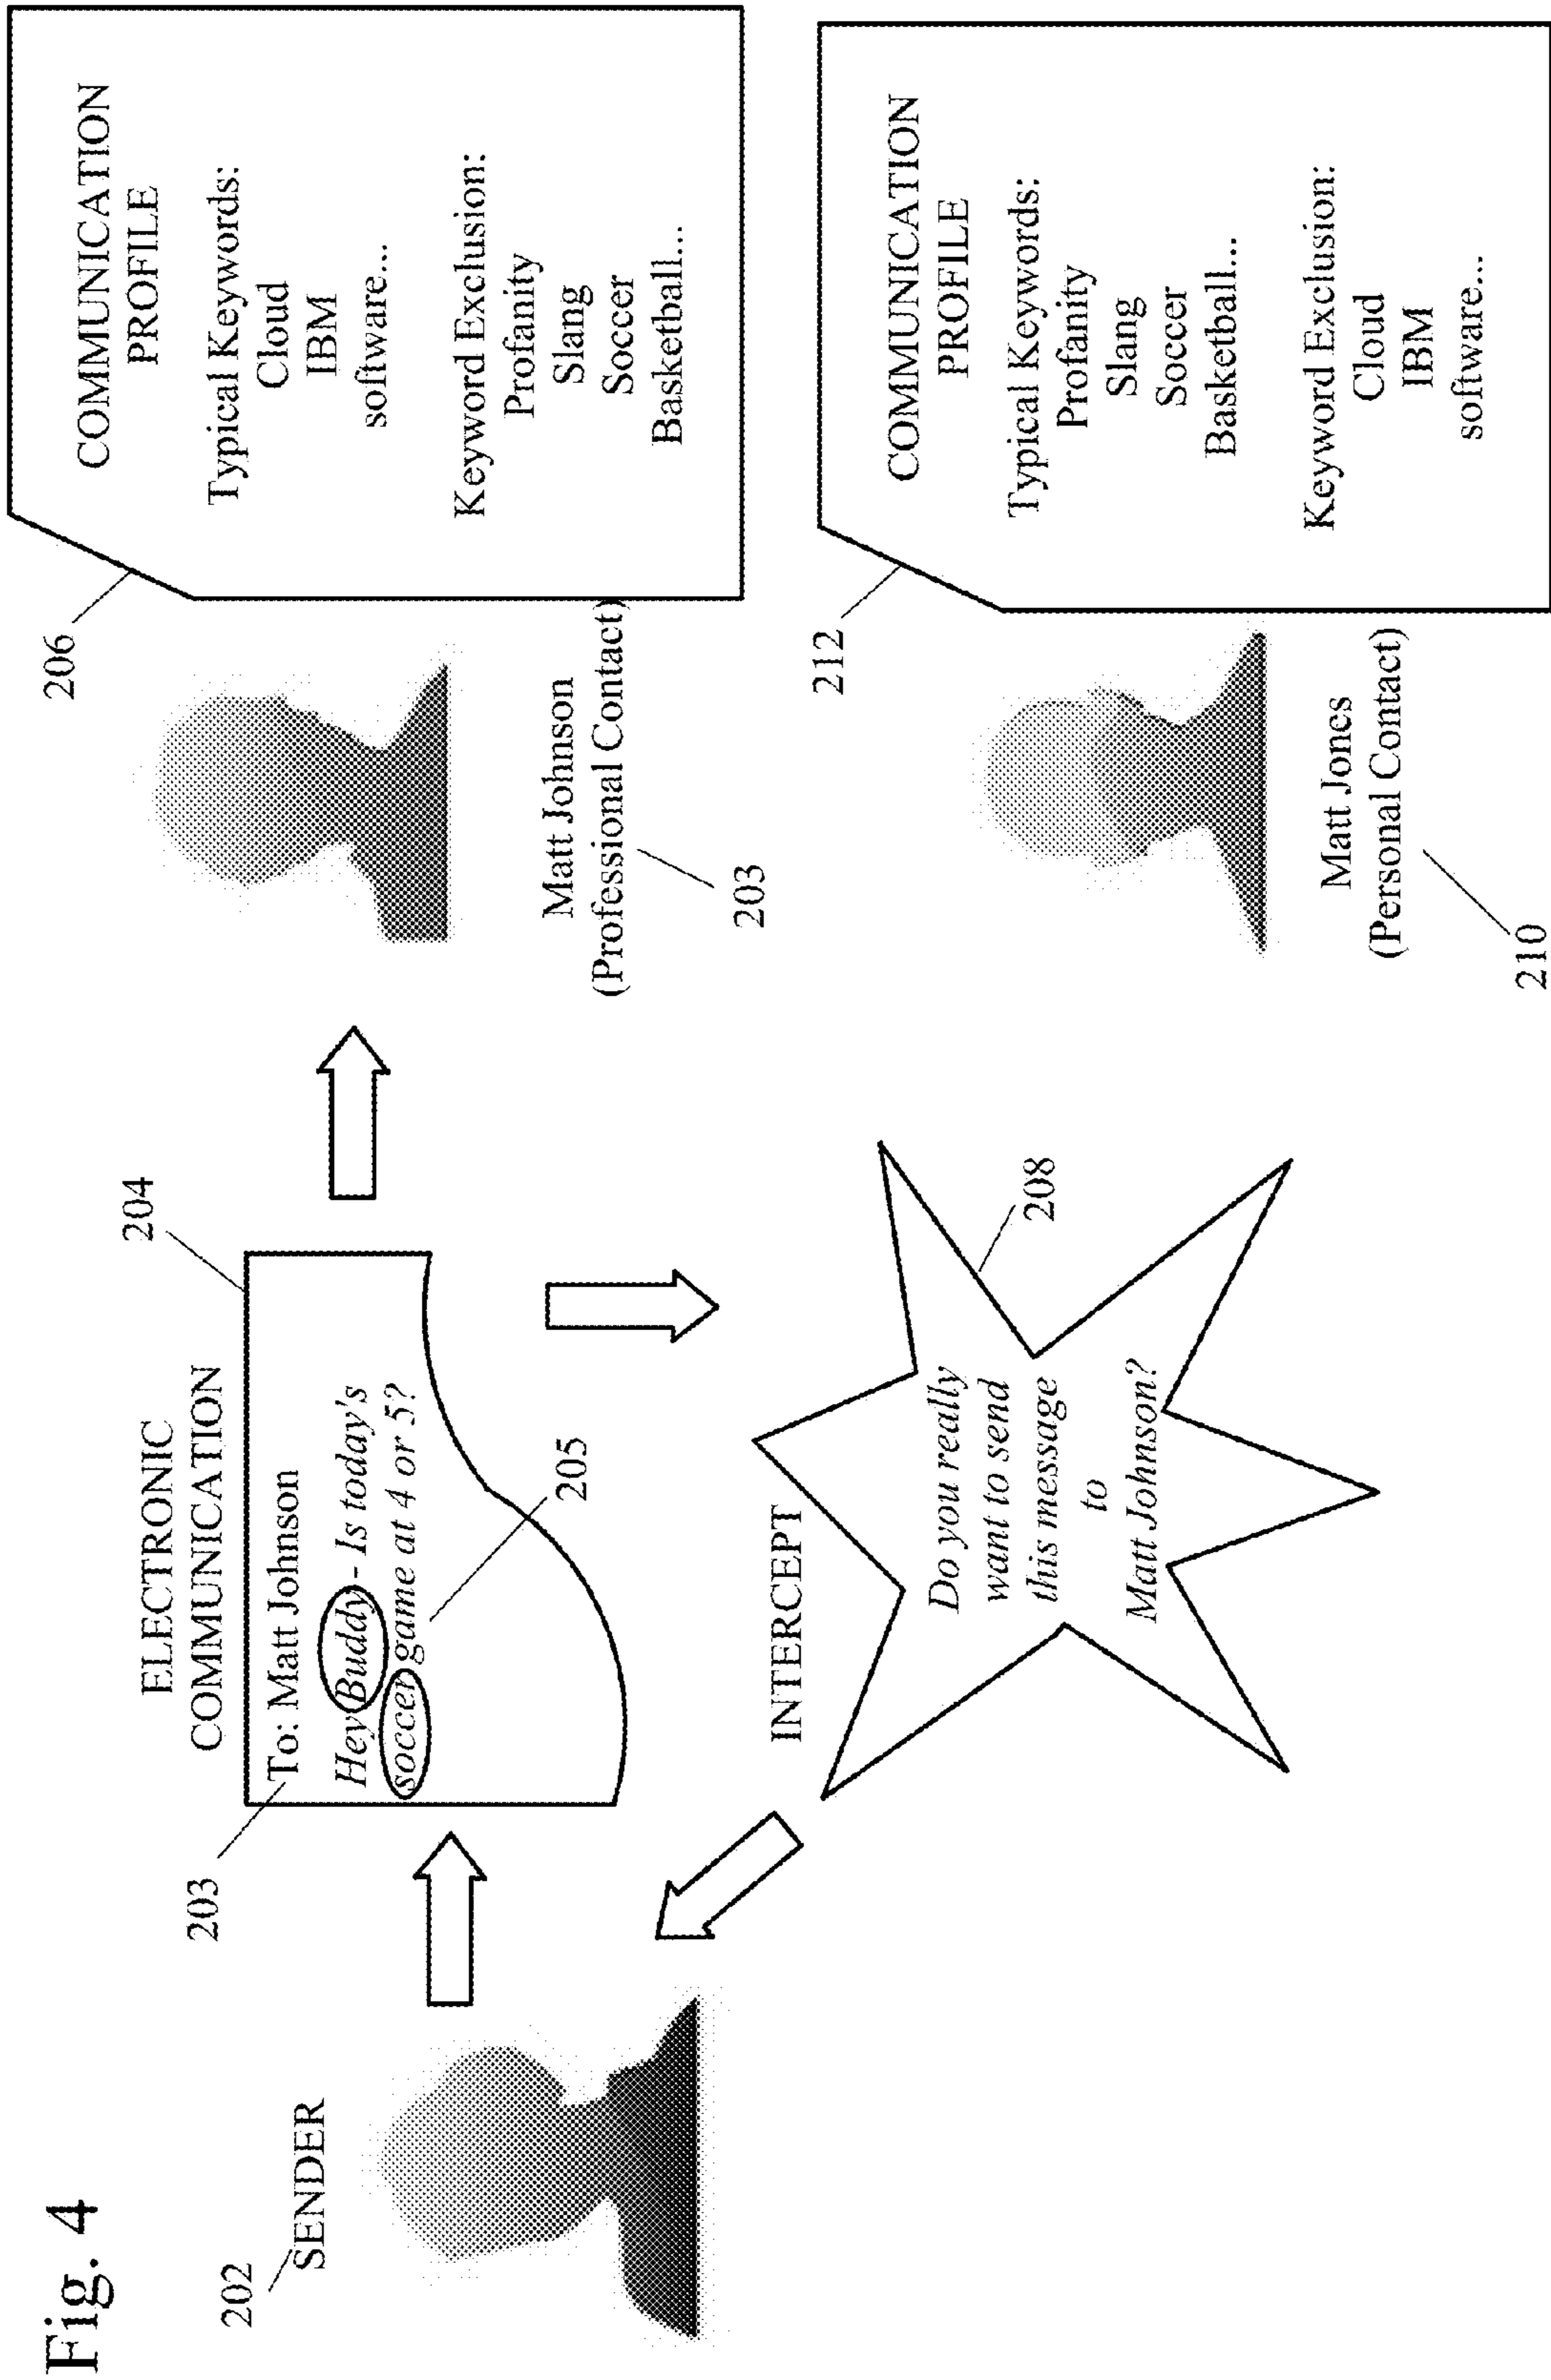 Fig. 4
202
SENDER
203
ELECTRONIC
COMMUNICATION
204
To: Matt Johnson
Hey Buddy - Is today's
soccer game at 4 or 5?
205
INTERCEPT
Do you really
want to send
this message
to
Matt Johnson?
208
Matt Johnson
(Professional Contact)
203
206
COMMUNICATION
PROFILE
Typical Keywords:
Cloud
IBM
software...
Keyword Exclusion:
Profanity
Slang
Soccer
Basketball...
Matt Jones
(Personal Contact)
210
212
COMMUNICATION
PROFILE
Typical Keywords:
Profanity
Slang
Soccer
Basketball...
Keyword Exclusion:
Cloud
IBM
software...